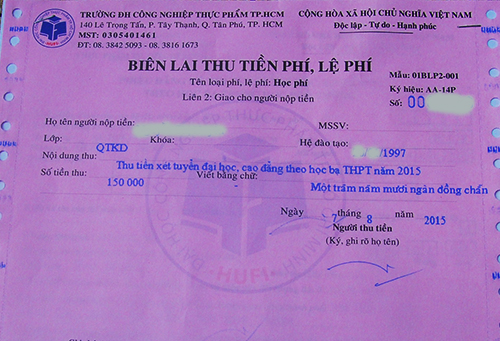 TRƯỜNG ĐH CÔNG NGHIỆP THỰC PHẨM TP.HCM
140 Lê Trọng Tấn, P. Tây Thạnh, Q. Tân Phú, TP. HCM
MST: 0305401461
ĐT: 08. 3842 5093 - 08. 3816 1673
CỘNG HÒA XÃ HỘI CHỦ NGHĨA VIỆT NAM
Độc lập - Tự do - Hạnh phúc
HUFI
BIÊN LAI THU TIỀN PHÍ, LỆ PHÍ
Tên loại phí, lệ phí: Học phí
Liên 2: Giao cho người nộp tiền
Mẫu: 01BLP2-001
Ký hiệu: AA-14P
Số: 00
Họ tên người nộp tiền:
MSSV:
Lớp: QTKD Khóa: Hệ đào tạo: /1997
Nội dung thu: Thu tiền xét tuyển đại học, cao đẳng theo học bạ THPT năm 2015
Số tiền thu: 150 000 Viết bằng chữ: - Một trăm năm mươi ngàn đồng chẵn
Ngày 7 tháng 8 năm 2015
Người thu tiền
(Ký, ghi rõ họ tên)
HUFI